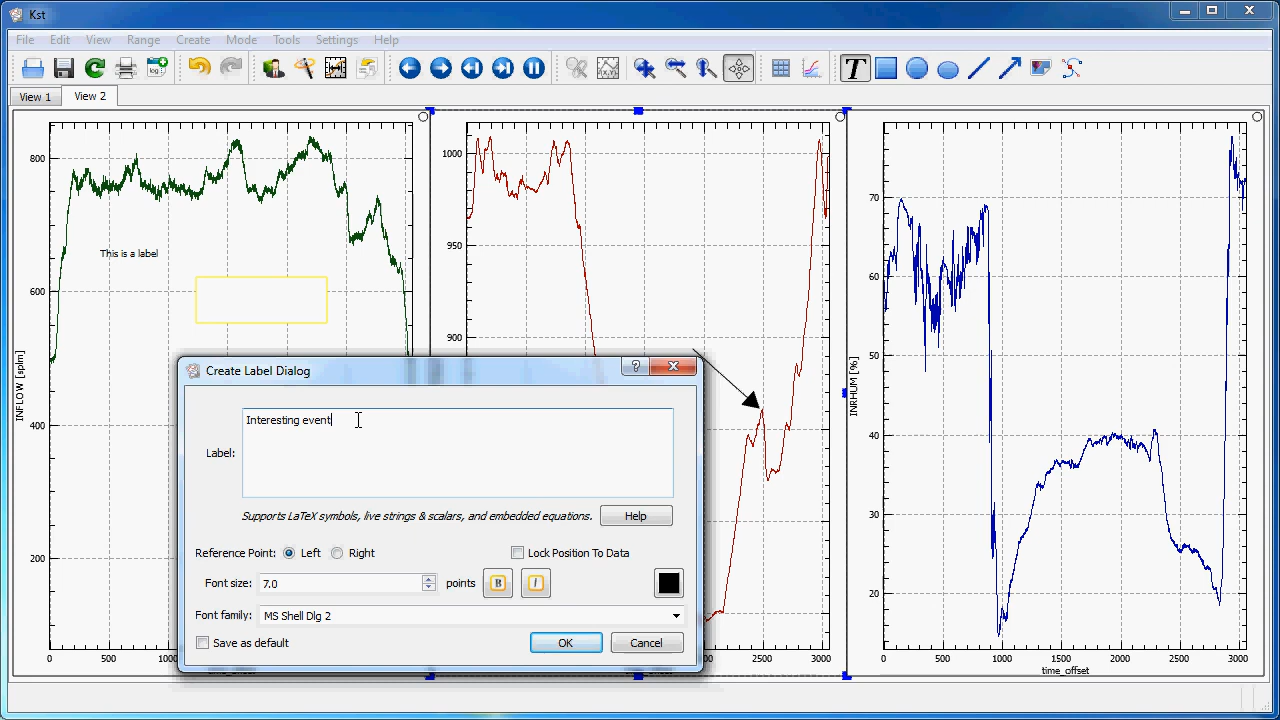 Kst
File Edit View Range Create Mode Tools Settings Help
log:
T
View 1 View 2
800
600
400
200
0
500
1000
INFLOW [splm]
This is a label
1000
950
900
2500
3000
70
60
50
40
30
20
0 500 1000 1500 2000 2500 3000
INRHUM [%]
time_offset
Create Label Dialog
?
Label:
Interesting event
Supports LaTeX symbols, live strings & scalars, and embedded equations.
Help
Reference Point: Left Right
Lock Position To Data
Font size: 7.0 points B I
Font family: MS Shell Dlg 2
Save as default
OK Cancel